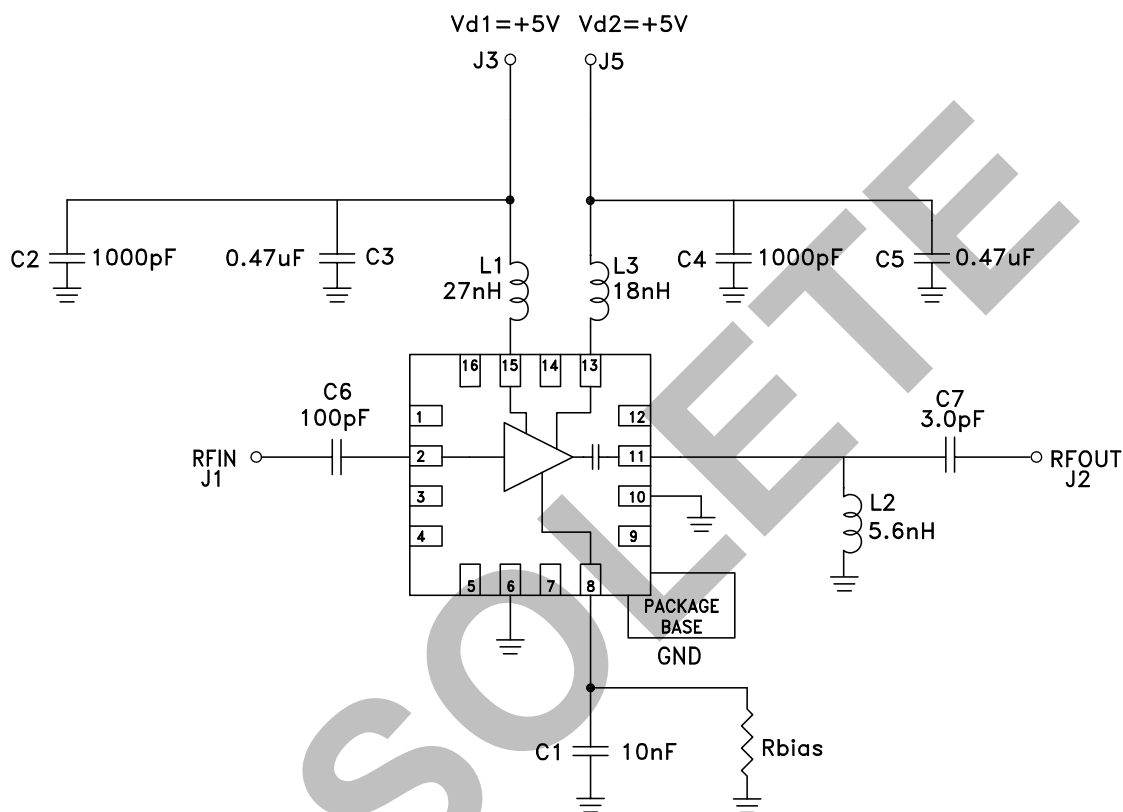 Vd1=+5V Vd2=+5V
J3 J5
C2 1000pF 0.47uF C3 L1 27nH L3 18nH C4 1000pF C5 0.47uF
16 15 14 13
C6
100pF
1 12
C7
3.0pF
RFIN
J1
2 11
RFOUT
J2
3 10
L2
5.6nH
4 9
5 6 7 8
PACKAGE
BASE
GND
C1 10nF Rbias
SOLETE